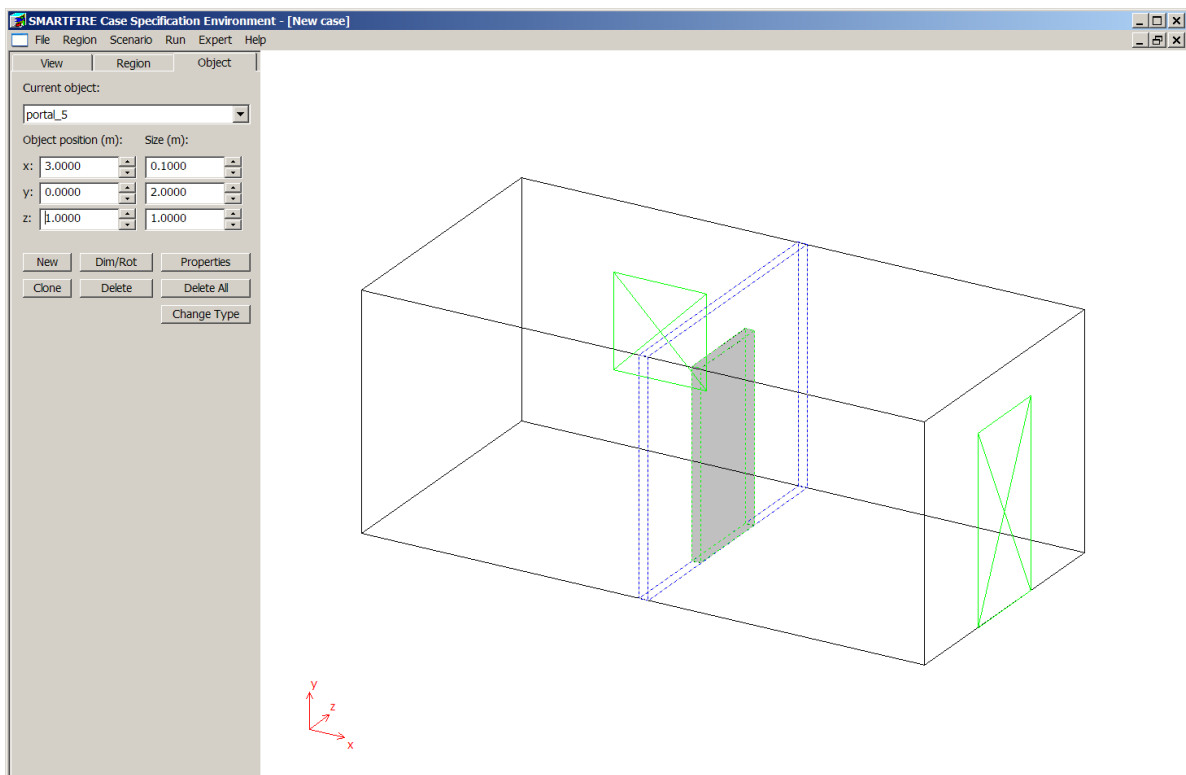 SMARTFIRE Case Specification Environment - [New case]
File Region Scenario Run Expert Help
View Region Object
Current object:
portal_5
Object position (m): Size (m):
x: 3.0000 0.1000
y: 0.0000 2.0000
z: 1.0000 1.0000
New Dim/Rot Properties
Clone Delete Delete All
Change Type
y
z
x